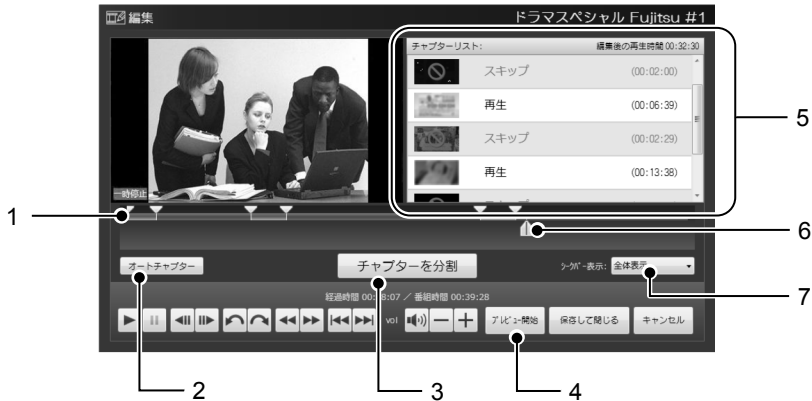 編集
ドラマスペシャル Fujitsu #1
チャプターリスト:
編集後の再生時間 00:32:30
スキップ (00:02:00)
再生 (00:06:39)
スキップ (00:02:29)
再生 (00:13:38)
一時停止
1
5
6
オートチャプター
チャプターを分割
シークバー表示: 全体表示
7
経過時間 / 番組時間 00:39:28
vol
プレビュー開始
保存して閉じる
キャンセル
2
3
4